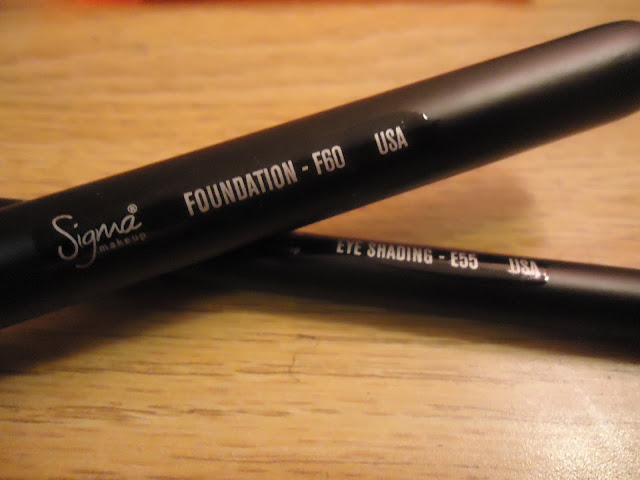 Sigma®
makeup
FOUNDATION - F60 USA
EYE SHADING - E55 USA